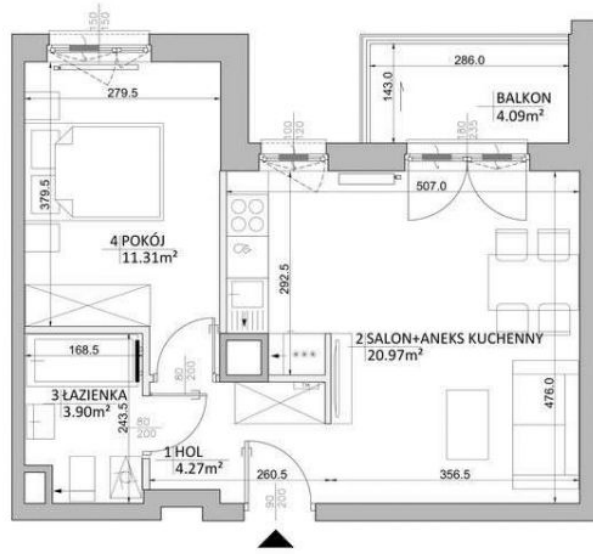 150
150
279.5
286.0
143.0
BALKON
4.09m²
100
120
180
235
507.0
379.5
4 POKÓJ
11.31m²
292.5
2 SALON+ANEKS KUCHENNY
20.97m²
168.5
80
200
3 ŁAZIENKA
3.90m²
243.5
80
200
476.0
1 HOL
4.27m²
260.5
356.5
90
200